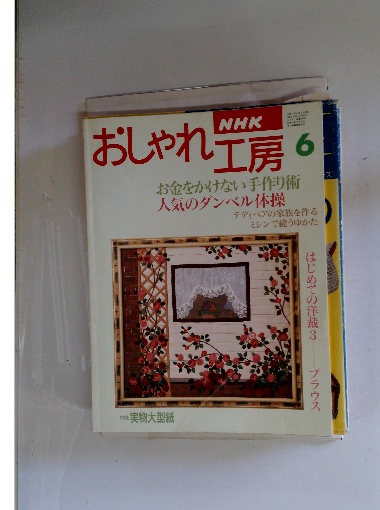 NHK
おしゃれ工房
6
お金をかけない手作り術
人気のダンベル体操
テディベアの家族を作る
ミシンで縫うゆかた
はじめての洋裁3——ブラウス
実物大型紙